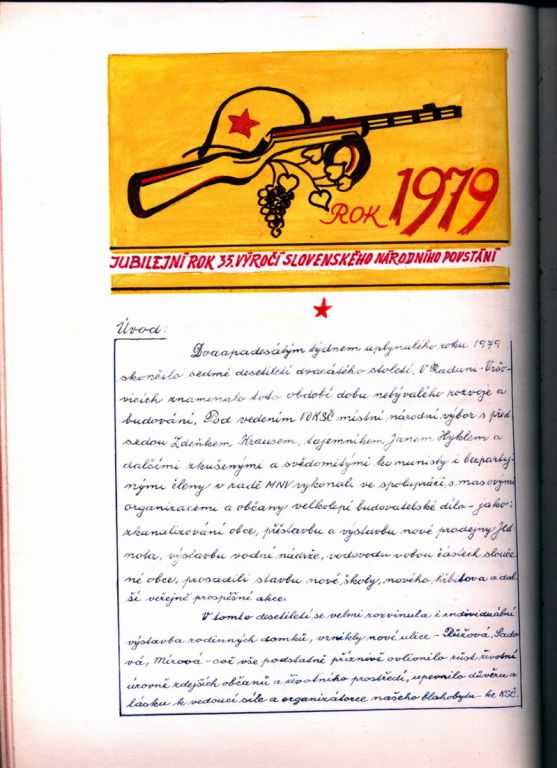 ROK 1979
JUBILEJNÍ ROK 35. VÝROČÍ SLOVENSKÉHO NÁRODNÍHO POVSTÁNÍ
Úvod:
Dvaapadesátým týdnem uplynulého roku 1979
skončilo sedmé desetiletí dvacátého století. V Raduni-Vršo-
vicích znamenalo toto období dobu nebývalého rozvoje a
budování. Pod vedením VOKSČ místní národní výbor s před
sedou Zdeňkem Krausem, tajemníkem Janem Hyklem a
dalšími zkušenými a svědomitými komunisty i bezpartij-
nými členy v radě MNV vykonali ve spolupráci s masovými
organizacemi a občany velkolepé budovatelské dílo - jako:
zkanalizování obce, přístavbu a výstavbu nové prodejny Jed
nota, výstavbu vodní nádrže, vodovodu v obou částech slouče
né obce, prosadili stavbu nové školy, nového hřbitova a dal-
ší veřejně prospěšné akce.
V tomto desetiletí se velmi rozvinula i individuální
výstavba rodinných domků, vznikly nové ulice - Růžová, Sado
vá, Mírová - což vše podstatně příznivě ovlivnilo růst životní
úrovně zdejších občanů a životního prostředí, upevnilo důvěru a
lásku k vedoucí síle a organizátorce našeho blahobytu - ke KSČ.